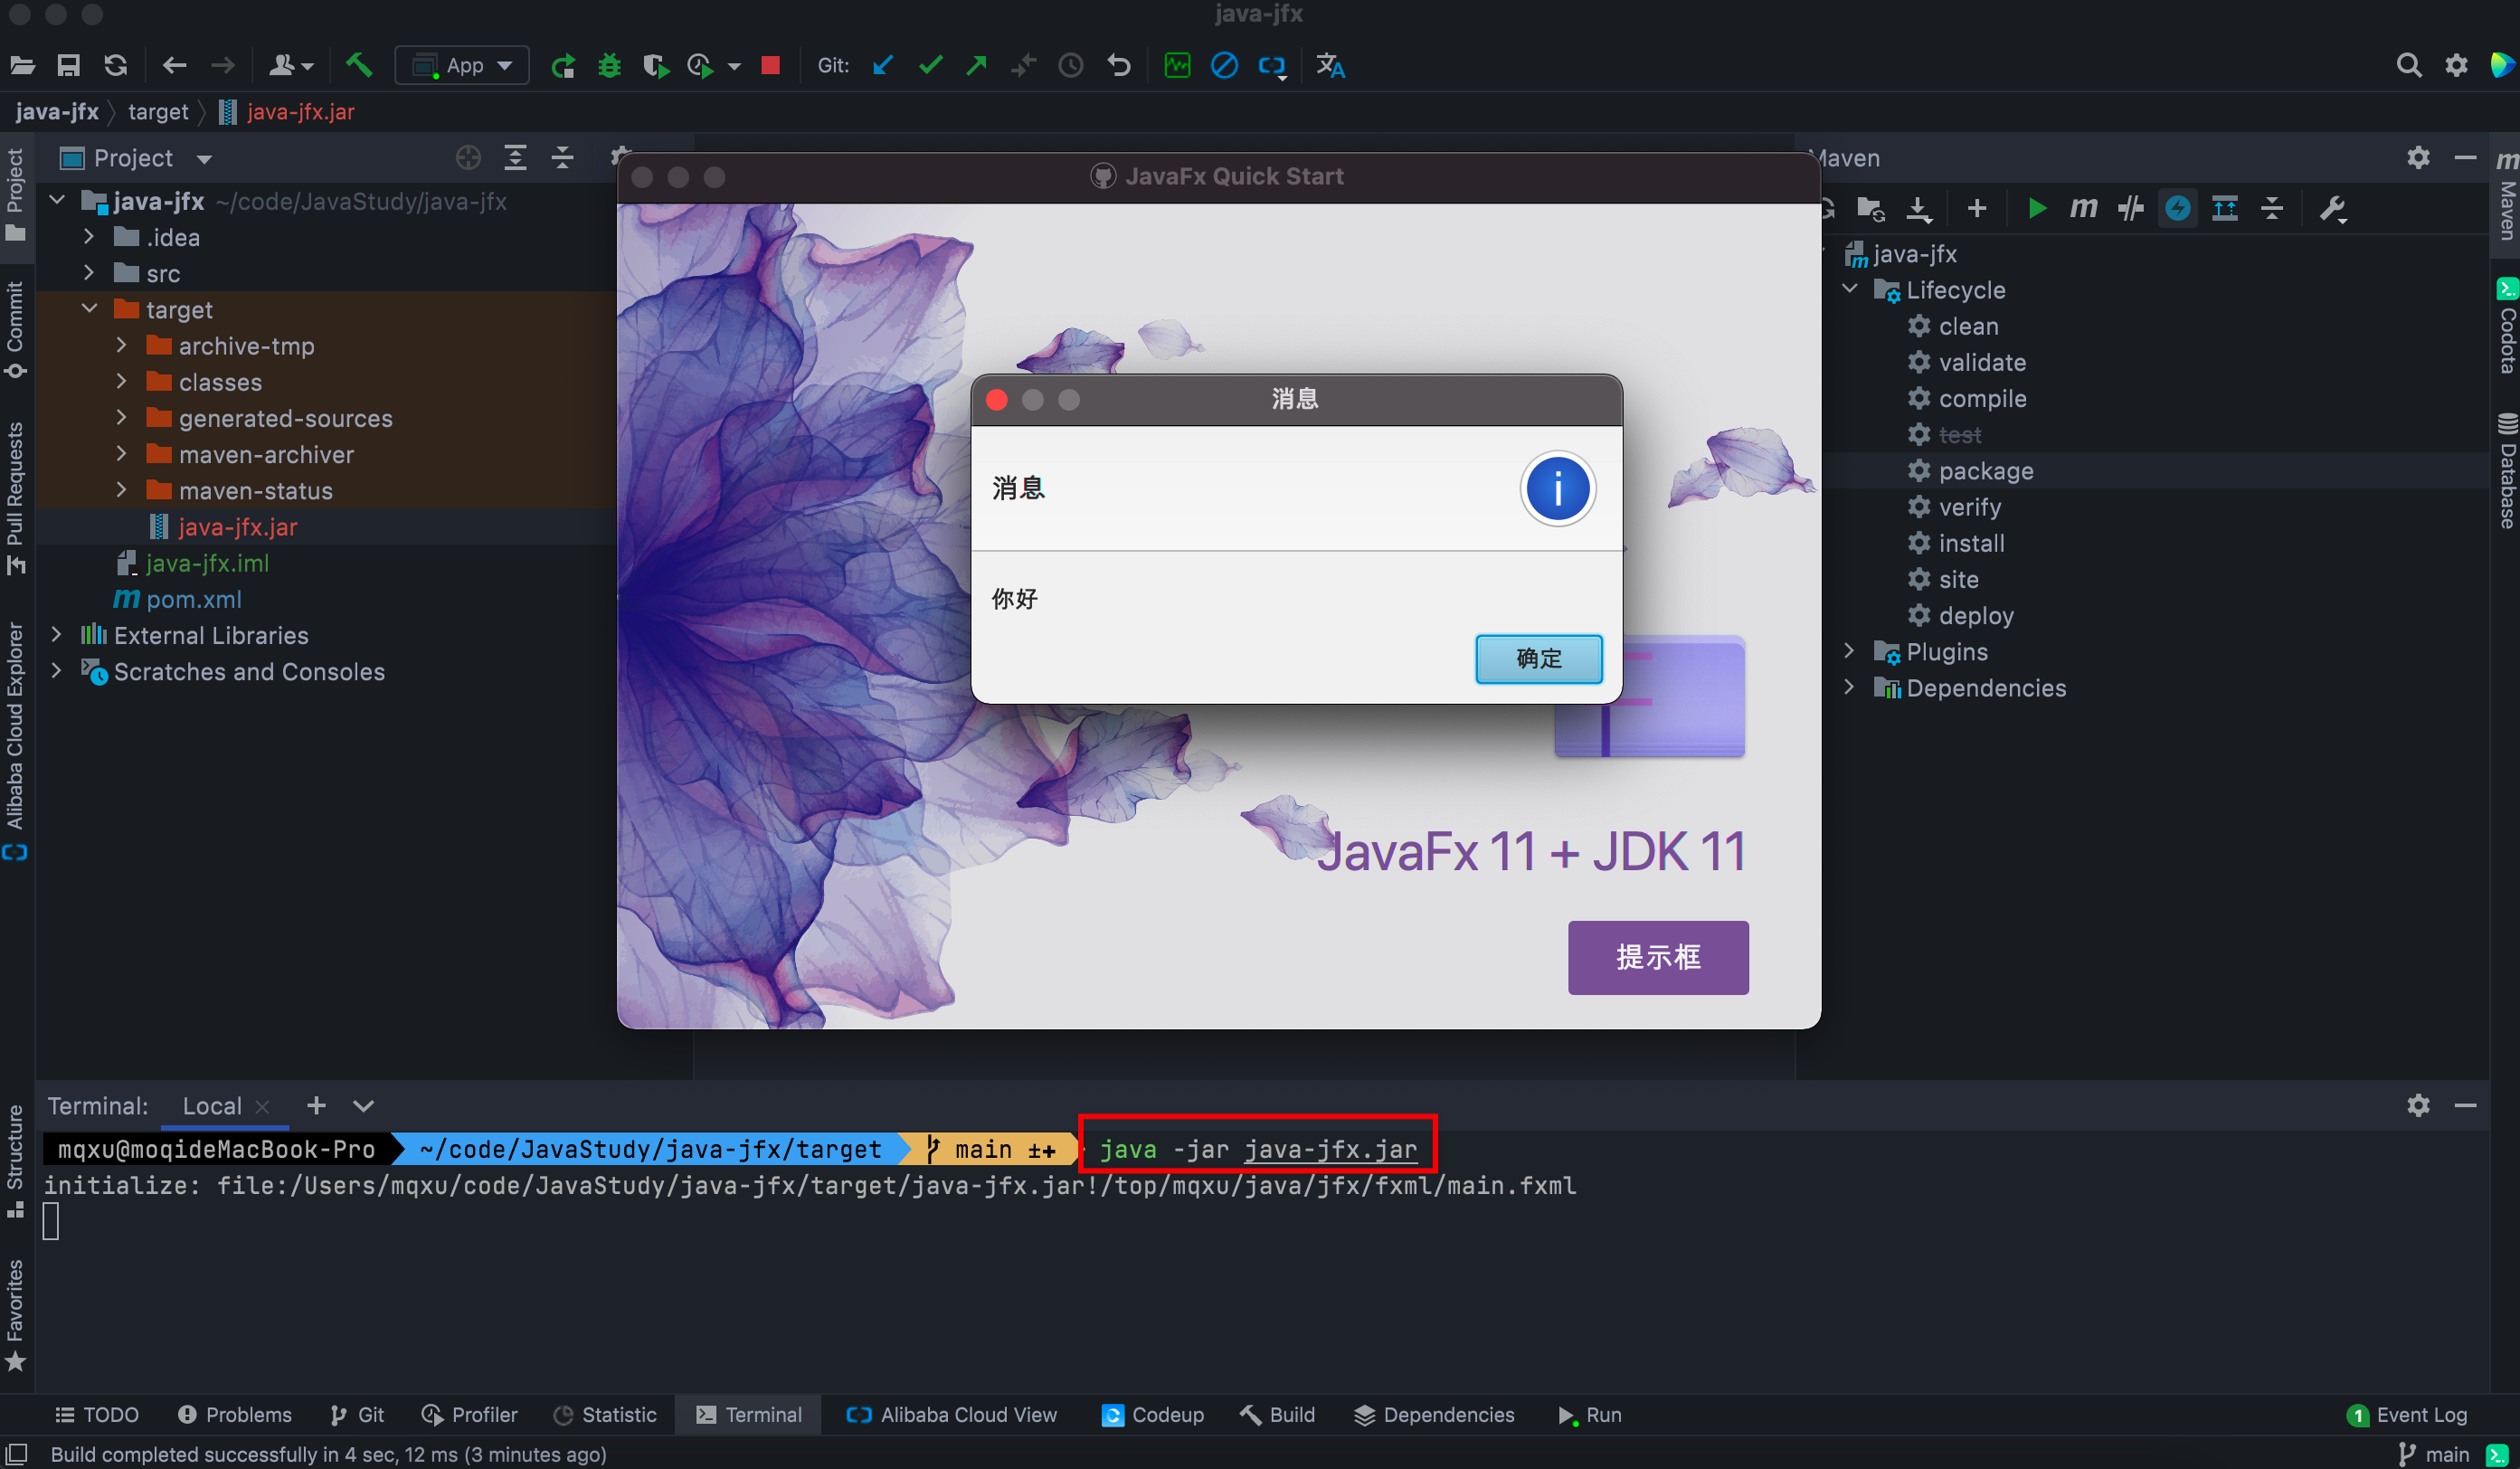 java-jfx
App
Git:
java-jfx
target
java-jfx.jar
Project
Project
java-jfx ~/code/JavaStudy/java-jfx
.idea
src
target
archive-tmp
classes
generated-sources
maven-archiver
maven-status
java-jfx.jar
java-jfx.iml
pom.xml
External Libraries
Scratches and Consoles
Commit
Pull Requests
Alibaba Cloud Explorer
Structure
Favorites
JavaFx Quick Start
消息
消息
i
你好
确定
JavaFx 11 + JDK 11
提示框
Maven
java-jfx
Lifecycle
clean
validate
compile
test
package
verify
install
site
deploy
Plugins
Dependencies
Maven
Codota
Database
Terminal:
Local
mqxu@moqideMacBook-Pro ~/code/JavaStudy/java-jfx/target main ±+ java -jar java-jfx.jar
initialize: file:/Users/mqxu/code/JavaStudy/java-jfx/target/java-jfx.jar!/top/mqxu/java/jfx/fxml/main.fxml
TODO
Problems
Git
Profiler
Statistic
Terminal
Alibaba Cloud View
Codeup
Build
Dependencies
Run
1 Event Log
Build completed successfully in 4 sec, 12 ms (3 minutes ago)
main